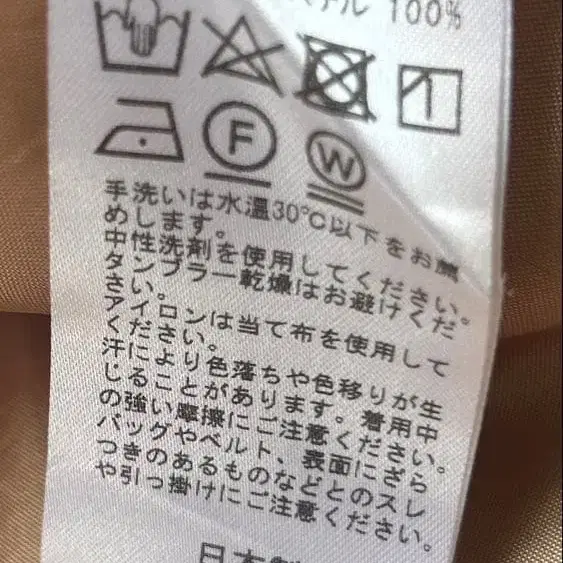 テル 100%
F
W
手洗いは水温30℃以下をお薦
めします。
中性洗剤を使用してください。
タンブラー乾燥はお避けくだ
さい。
アイロンは当て布を使用して
ください。
汗により色落ちや色移りが生
じることがあります。着用中
の強い摩擦にご注意ください。
バッグやベルト、表面にざら
つきのあるものなどとのスレ
や引っ掛けにご注意ください。
日本製